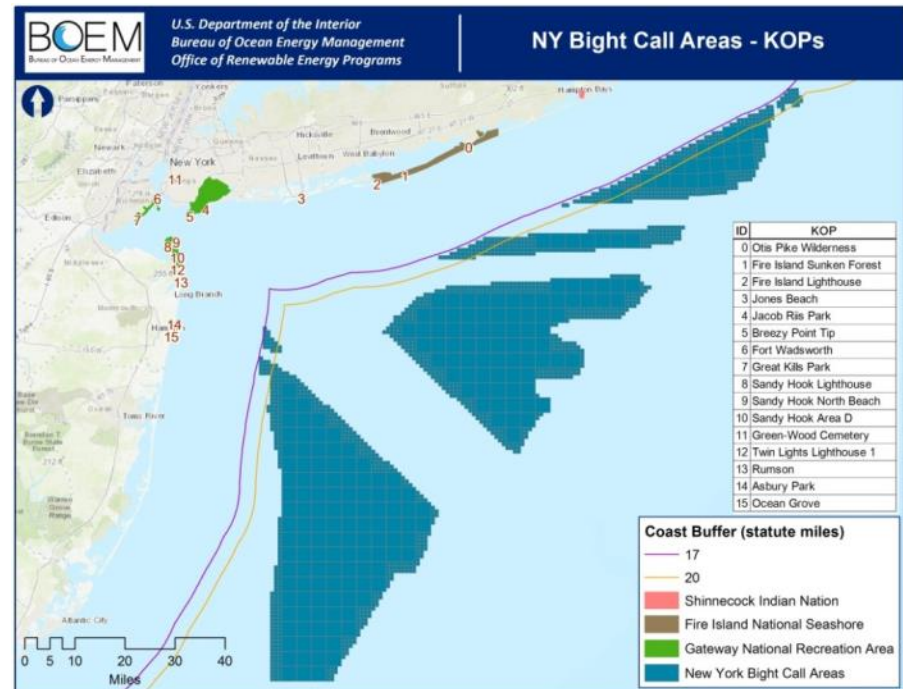 BOEM
BUREAU OF OCEAN ENERGY MANAGEMENT
U.S. Department of the Interior
Bureau of Ocean Energy Management
Office of Renewable Energy Programs
NY Bight Call Areas - KOPs
Paterson
Yonkers
Parsippany
Newark
New York
Elizabeth
Edison
Hicksville
Brentwood
Levittown
West Babylon
Hampton Bays
Long Branch
Toms River
Atlantic City
0
1
2
3
4
5
6
7
8
9
10
11
12
13
14
15
ID KOP
0 Otis Pike Wilderness
1 Fire Island Sunken Forest
2 Fire Island Lighthouse
3 Jones Beach
4 Jacob Riis Park
5 Breezy Point Tip
6 Fort Wadsworth
7 Great Kills Park
8 Sandy Hook Lighthouse
9 Sandy Hook North Beach
10 Sandy Hook Area D
11 Green-Wood Cemetery
12 Twin Lights Lighthouse 1
13 Rumson
14 Asbury Park
15 Ocean Grove
Coast Buffer (statute miles)
17
20
Shinnecock Indian Nation
Fire Island National Seashore
Gateway National Recreation Area
New York Bight Call Areas
0 5 10 20 30 40
Miles